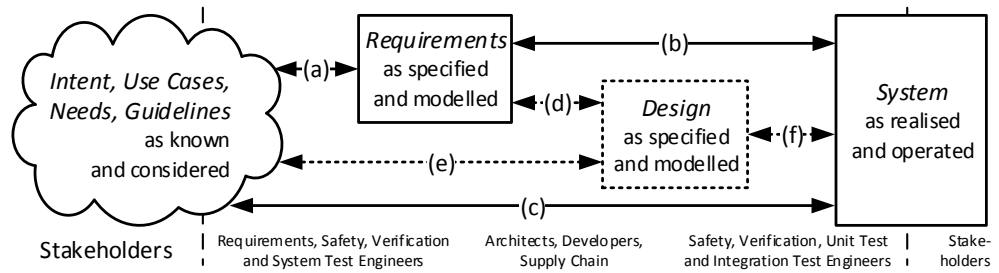 Intent, Use Cases,
Needs, Guidelines
as known
and considered
(a)
Requirements
as specified
and modelled
(b)
(d)
Design
as specified
and modelled
(e)
(f)
(c)
System
as realised
and operated
Stakeholders
Requirements, Safety, Verification
and System Test Engineers
Architects, Developers,
Supply Chain
Safety, Verification, Unit Test
and Integration Test Engineers
Stake-
holders